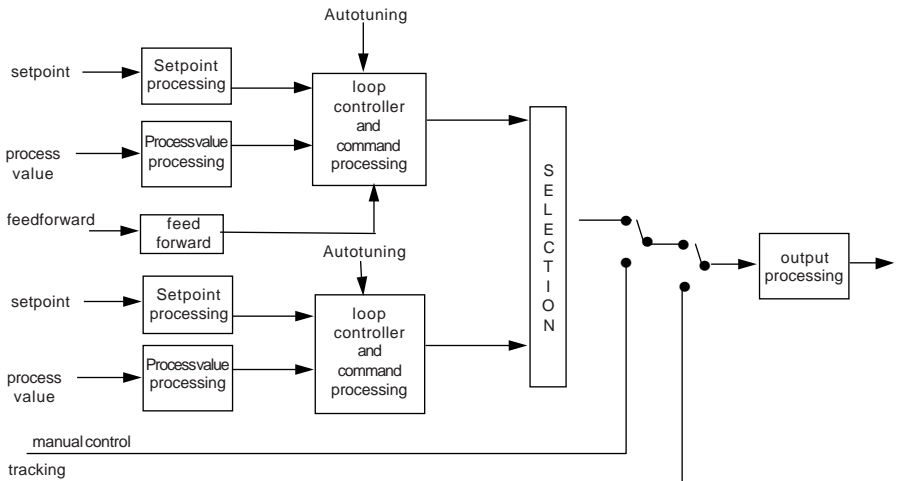 Autotuning
setpoint
Setpoint
processing
loop
controller
and
command
processing
process
value
Processvalue
processing
feedforward
feed
forward
SELECTION
Autotuning
setpoint
Setpoint
processing
loop
controller
and
command
processing
process
value
Processvalue
processing
output
processing
manual control
tracking